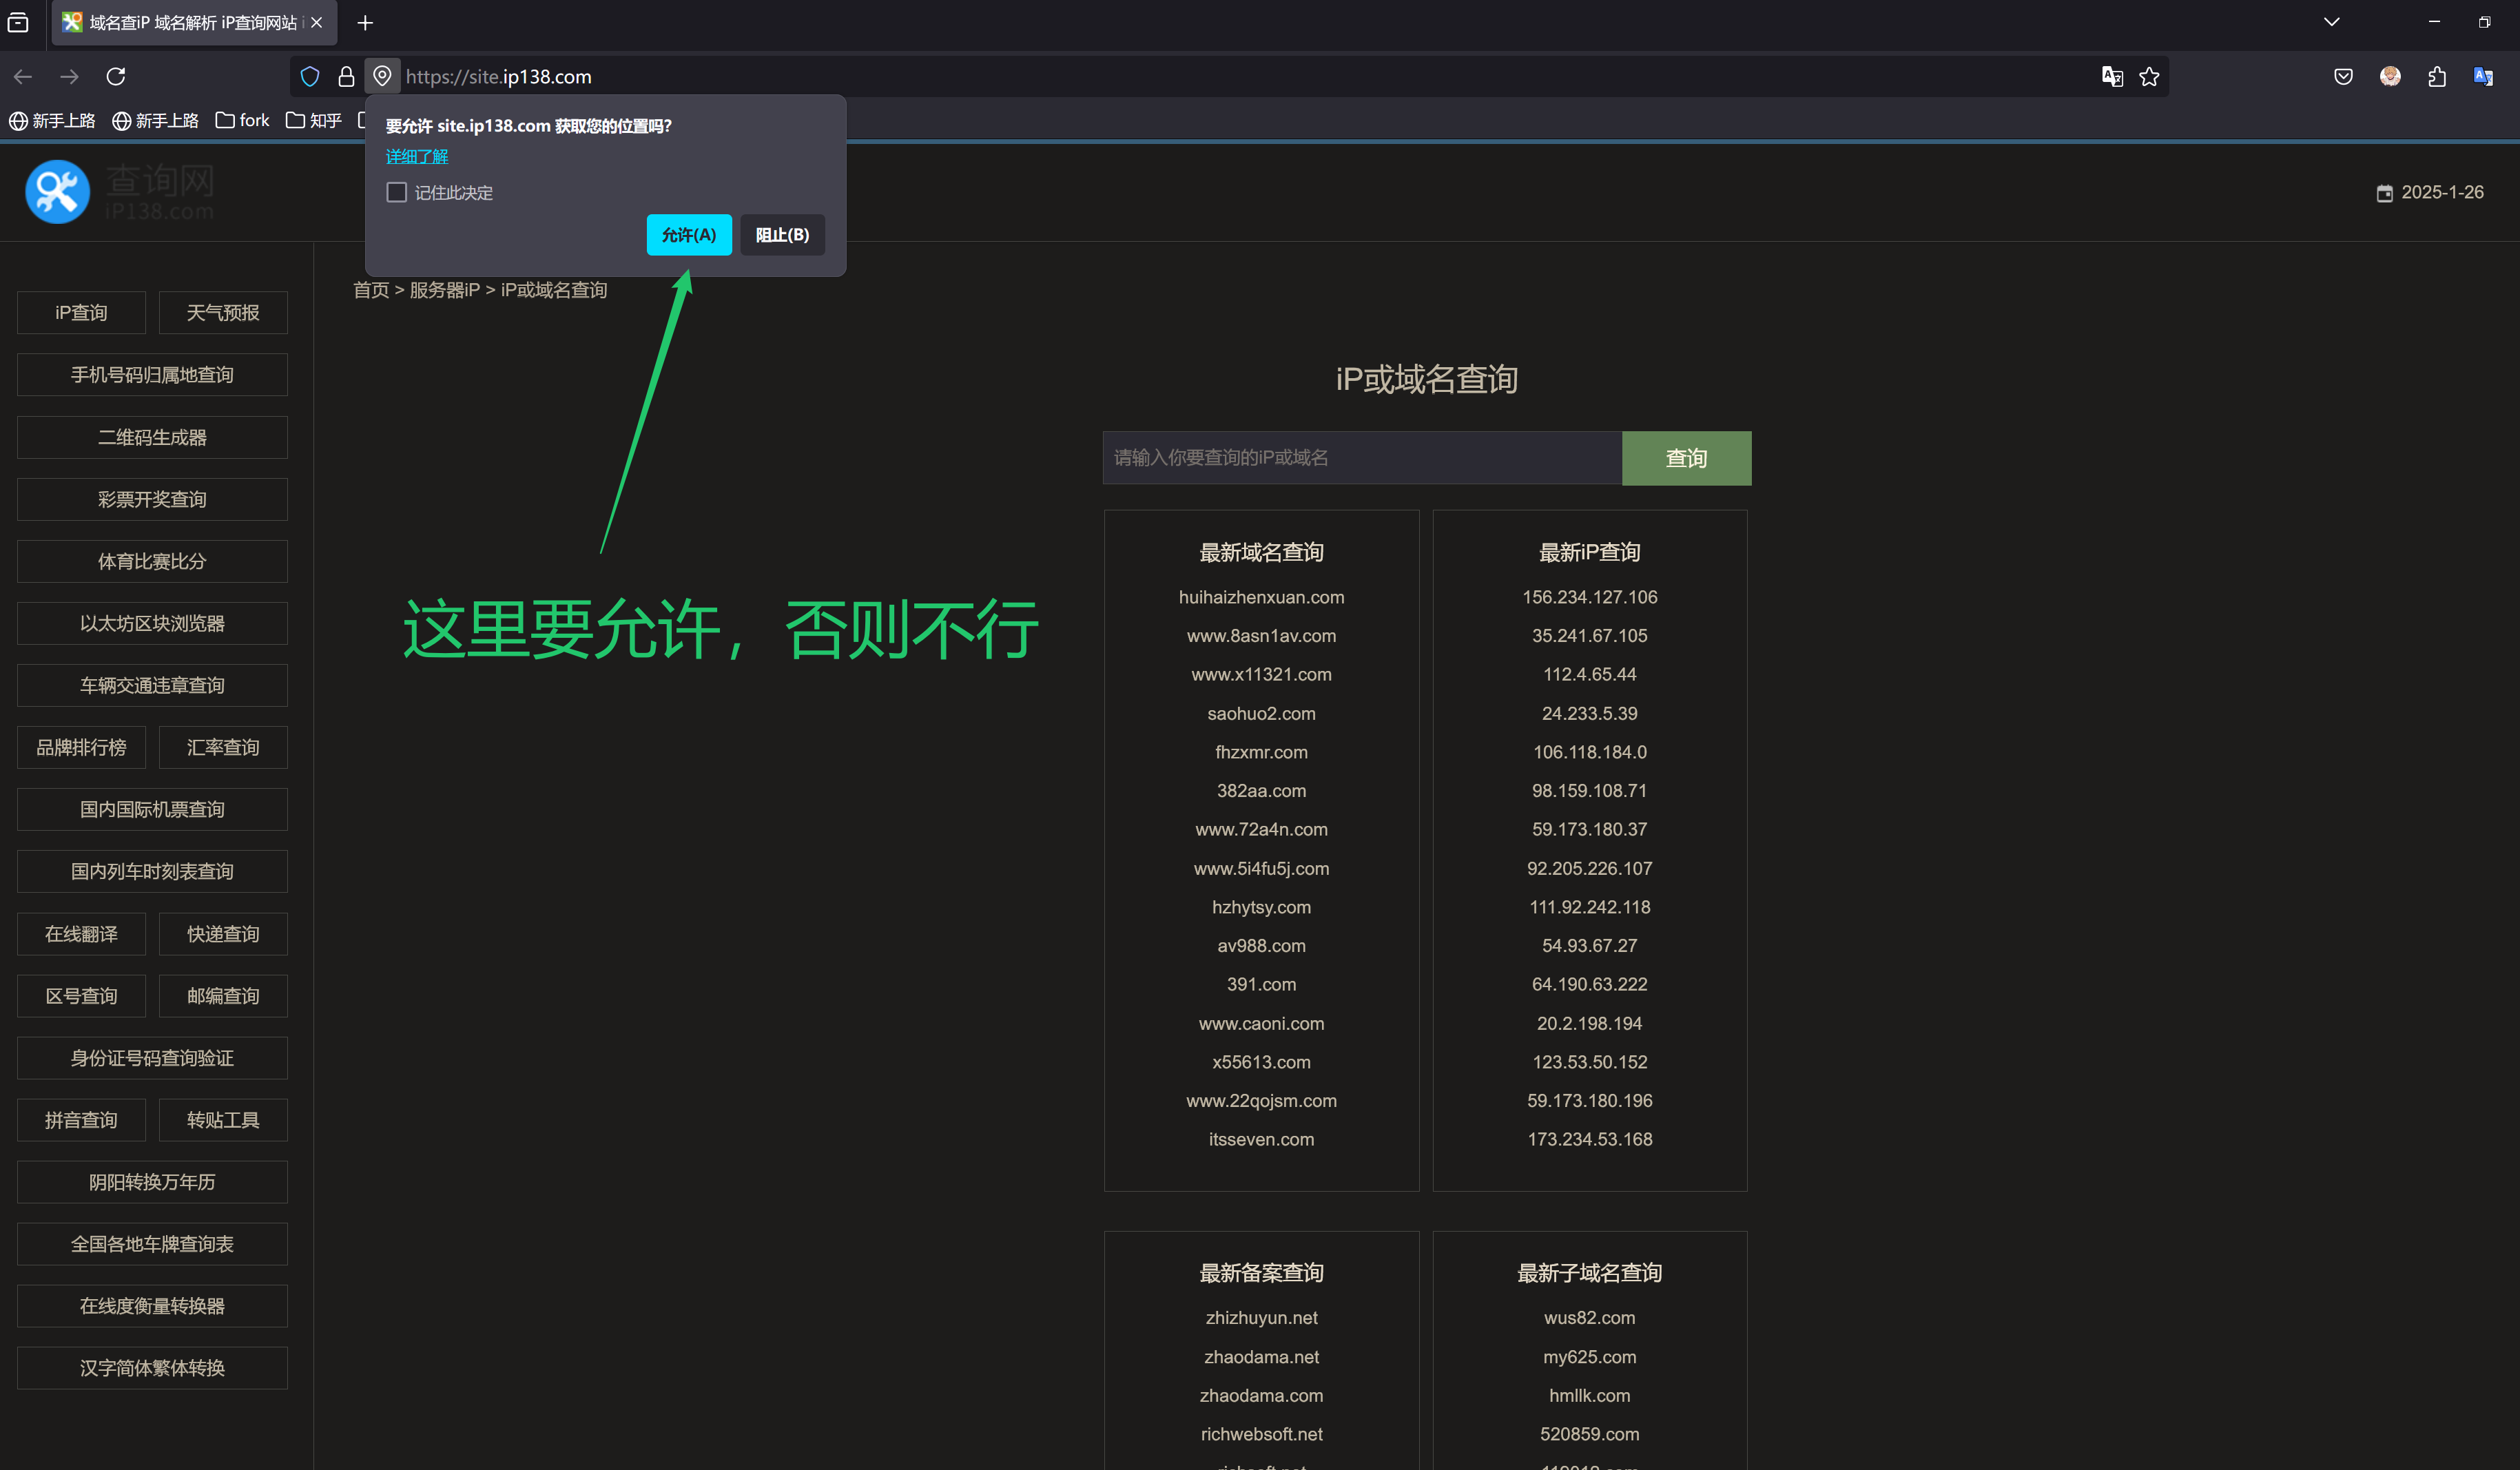 域名查iP 域名解析 iP查询网站 i
https://site.ip138.com
新手上路
新手上路
fork
知乎
要允许 site.ip138.com 获取您的位置吗?
详细了解
记住此决定
允许(A)
阻止(B)
查询网
iP138.com
2025-1-26
首页 > 服务器iP > iP或域名查询
iP查询
天气预报
手机号码归属地查询
二维码生成器
彩票开奖查询
体育比赛比分
以太坊区块浏览器
车辆交通违章查询
品牌排行榜
汇率查询
国内国际机票查询
国内列车时刻表查询
在线翻译
快递查询
区号查询
邮编查询
身份证号码查询验证
拼音查询
转贴工具
阴阳转换万年历
全国各地车牌查询表
在线度衡量转换器
汉字简体繁体转换
这里要允许，否则不行
iP或域名查询
请输入你要查询的iP或域名
查询
最新域名查询
huihaizhenxuan.com
www.8asn1av.com
www.x11321.com
saohuo2.com
fhzxmr.com
382aa.com
www.72a4n.com
www.5i4fu5j.com
hzhytsy.com
av988.com
391.com
www.caoni.com
x55613.com
www.22qojsm.com
itsseven.com
最新iP查询
156.234.127.106
35.241.67.105
112.4.65.44
24.233.5.39
106.118.184.0
98.159.108.71
59.173.180.37
92.205.226.107
111.92.242.118
54.93.67.27
64.190.63.222
20.2.198.194
123.53.50.152
59.173.180.196
173.234.53.168
最新备案查询
zhizhuyun.net
zhaodama.net
zhaodama.com
richwebsoft.net
最新子域名查询
wus82.com
my625.com
hmllk.com
520859.com